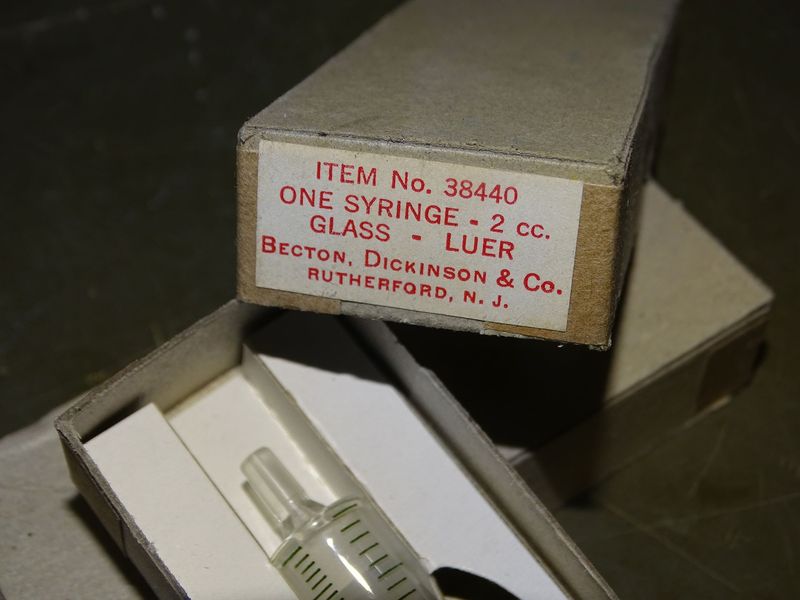 ITEM No. 38440
ONE SYRINGE - 2 cc.
GLASS - LUER
BECTON, DICKINSON & Co.
RUTHERFORD, N. J.